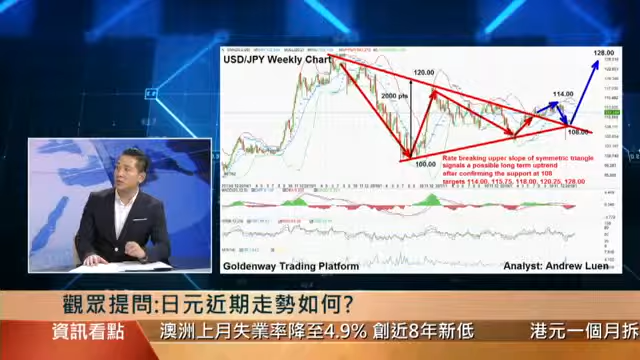 USD/JPY Weekly Chart
128.00
120.00
2000 pts
114.00
108.00
100.00
Rate breaking upper slope of symmetric triangle
signals a possible long term uptrend
after confirming the support at 108
targets 114.00, 115.75, 118.00, 120.25, 128.00
Goldenway Trading Platform
Analyst: Andrew Luen
觀眾提問:日元近期走勢如何?
資訊看點
澳洲上月失業率降至4.9% 創近8年新低
港元一個月拆